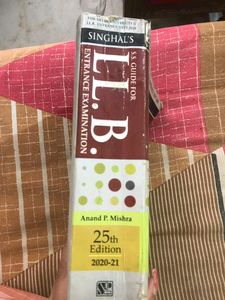 SINGHAL'S
S.S. GUIDE FOR
LL.B.
ENTRANCE EXAMINATION
Anand P. Mishra
25th
Edition
2020-21